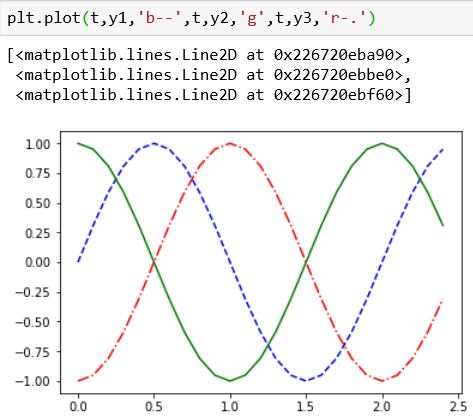 plt.plot(t,y1,'b--',t,y2,'g',t,y3,'r-.')
[<matplotlib.lines.Line2D at 0x226720eba90>,
<matplotlib.lines.Line2D at 0x226720ebbe0>,
<matplotlib.lines.Line2D at 0x226720ebf60>]
1.00
0.75
0.50
0.25
0.00
−0.25
−0.50
−0.75
−1.00
0.0 0.5 1.0 1.5 2.0 2.5